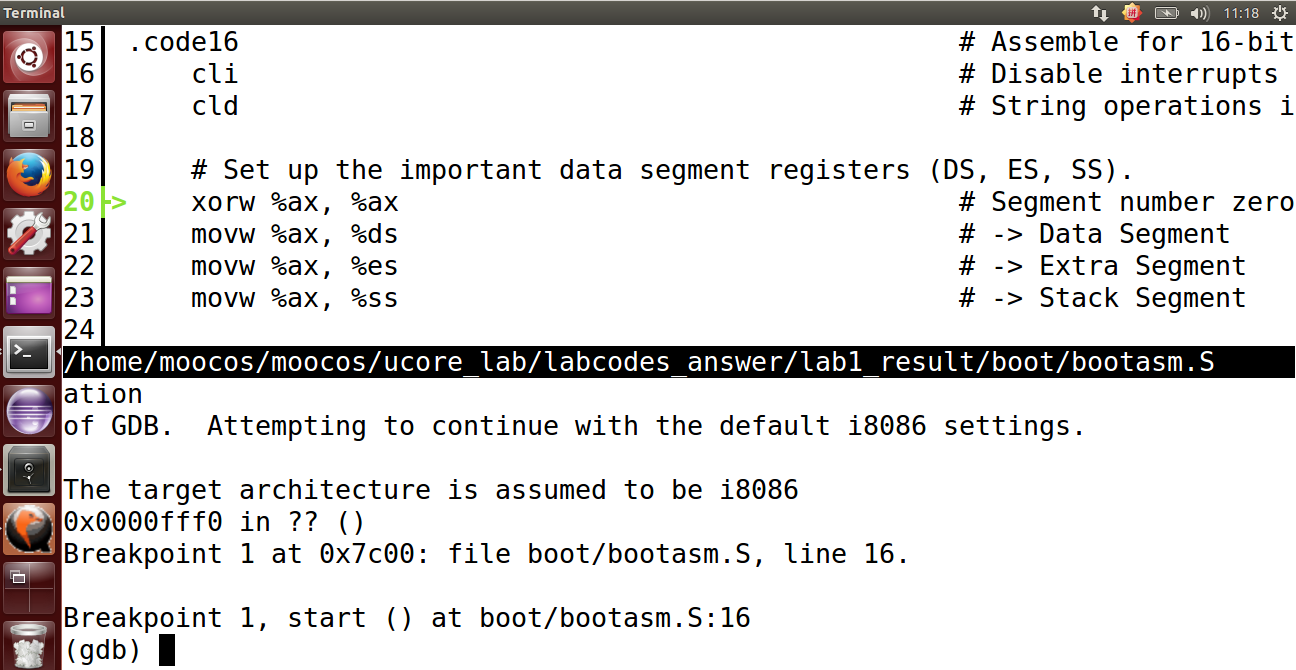 Terminal
11:18
15 .code16 # Assemble for 16-bit
16 cli # Disable interrupts
17 cld # String operations i
18
19 # Set up the important data segment registers (DS, ES, SS).
20 -> xorw %ax, %ax # Segment number zero
21 movw %ax, %ds # -> Data Segment
22 movw %ax, %es # -> Extra Segment
23 movw %ax, %ss # -> Stack Segment
24
/home/moocos/moocos/ucore_lab/labcodes_answer/lab1_result/boot/bootasm.S
ation
of GDB.  Attempting to continue with the default i8086 settings.
The target architecture is assumed to be i8086
0x0000fff0 in ?? ()
Breakpoint 1 at 0x7c00: file boot/bootasm.S, line 16.
Breakpoint 1, start () at boot/bootasm.S:16
(gdb)